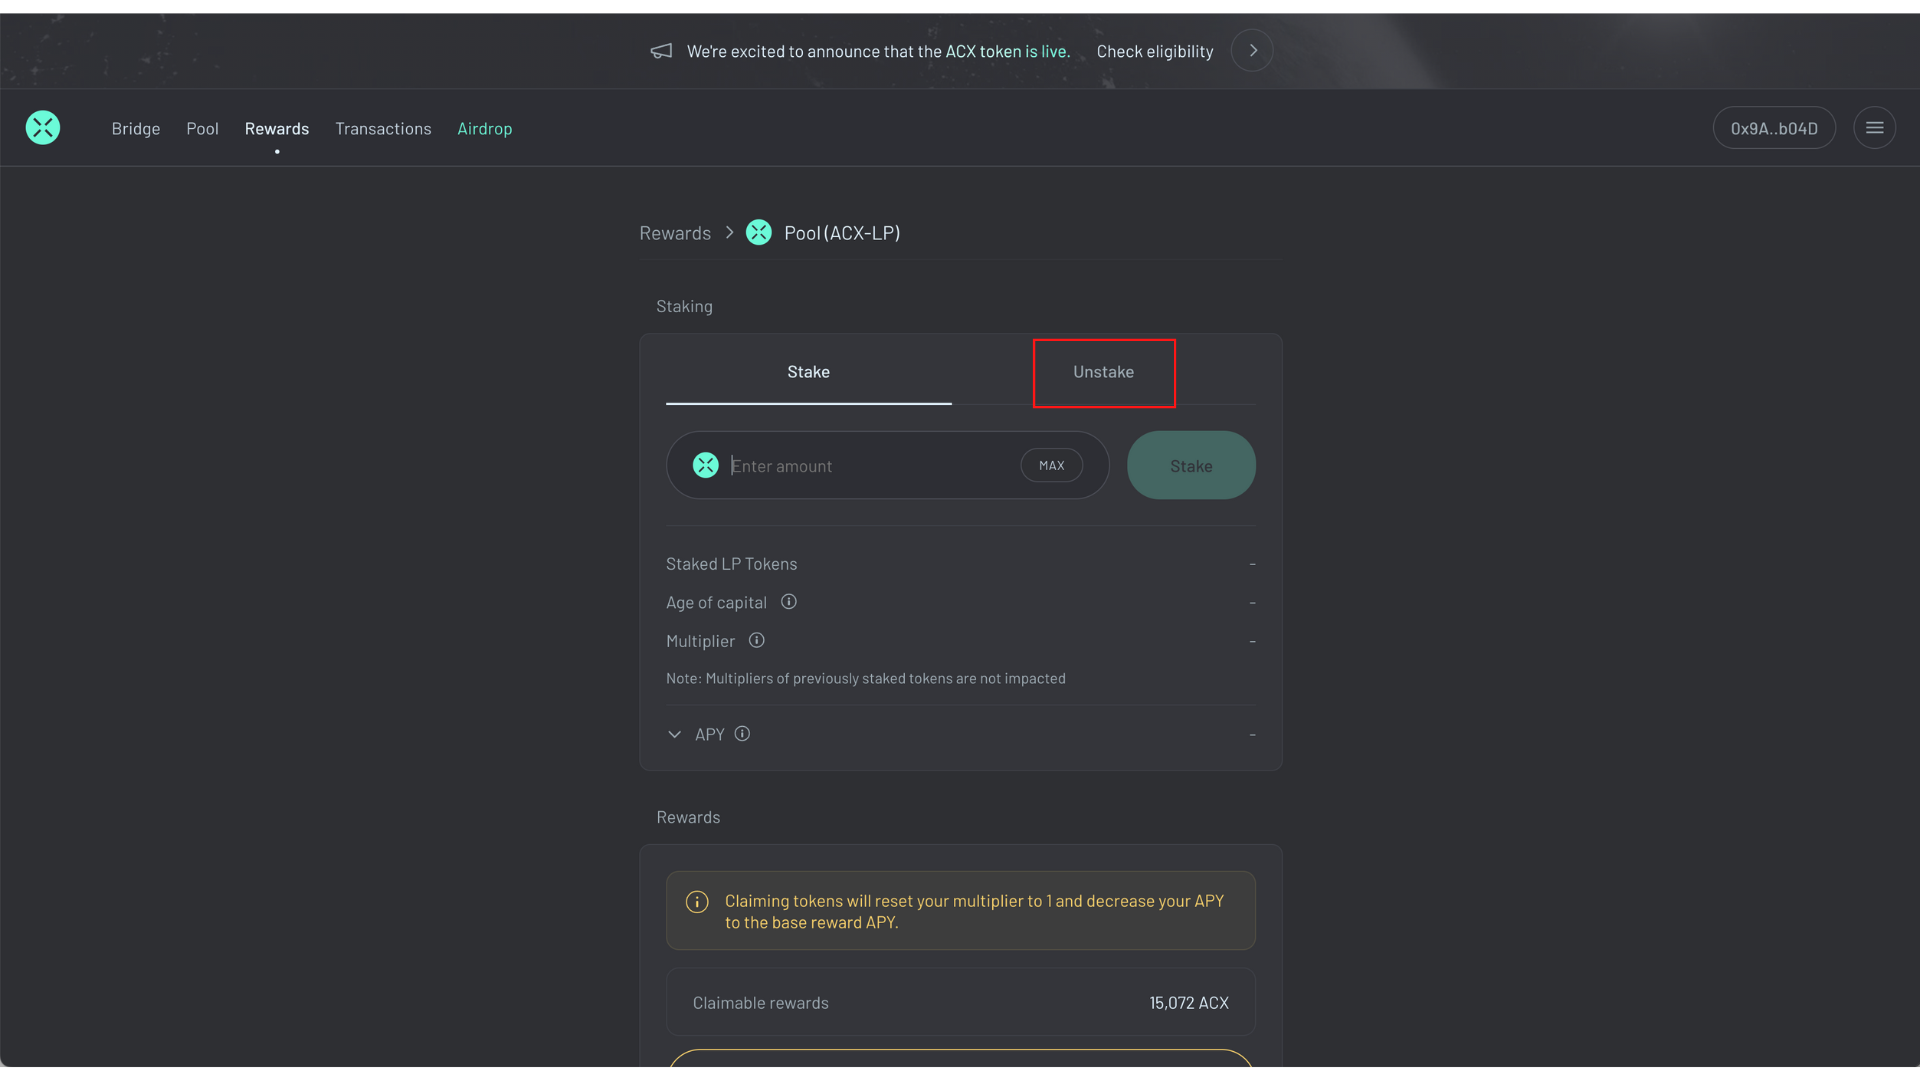 We're excited to announce that the ACX token is live. Check eligibility
Bridge Pool Rewards Transactions Airdrop 0x9A..b04D
Rewards > Pool (ACX-LP)
Staking
Stake Unstake
Enter amount MAX Stake
Staked LP Tokens -
Age of capital -
Multiplier -
Note: Multipliers of previously staked tokens are not impacted
APY -
Rewards
Claiming tokens will reset your multiplier to 1 and decrease your APY
to the base reward APY.
Claimable rewards 15,072 ACX